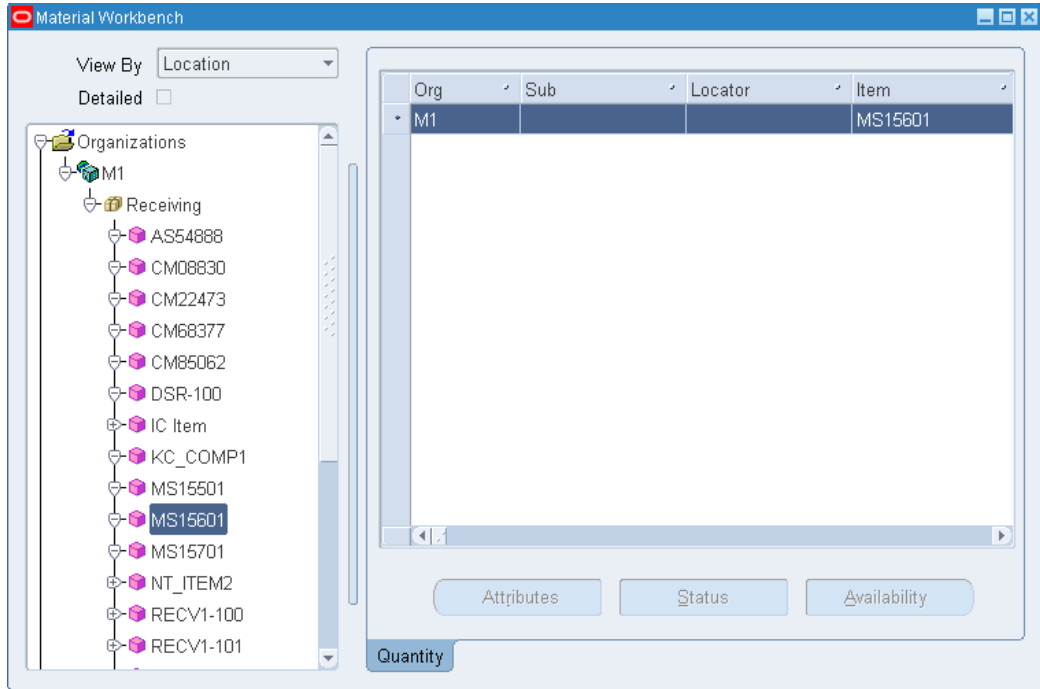 Material Workbench
View By Location
Detailed
Organizations
M1
Receiving
AS54888
CM08830
CM22473
CM68377
CM85062
DSR-100
IC Item
KC_COMP1
MS15501
MS15601
MS15701
NT_ITEM2
RECV1-100
RECV1-101
Org Sub Locator Item
M1 MS15601
Attributes Status Availability
Quantity